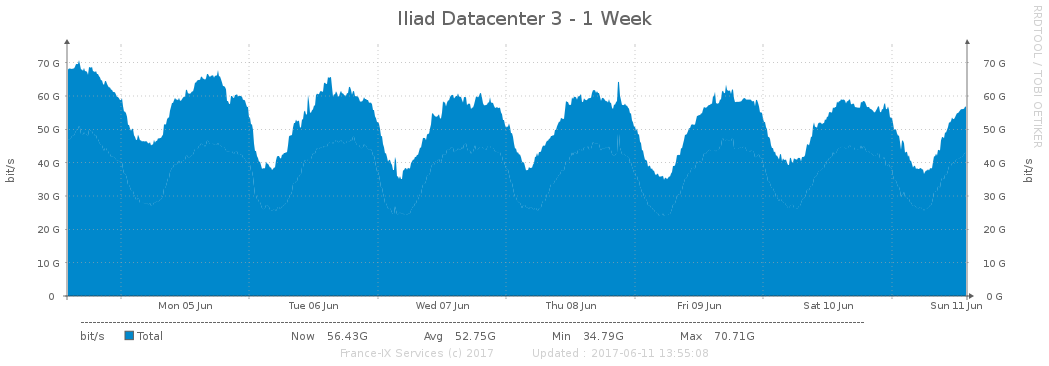 Iliad Datacenter 3 - 1 Week
RRDTOOL / TOBI OETIKER
bit/s
70 G 70 G
60 G 60 G
50 G 50 G
40 G 40 G
30 G 30 G
20 G 20 G
10 G 10 G
0 0 G
bit/s
Mon 05 Jun Tue 06 Jun Wed 07 Jun Thu 08 Jun Fri 09 Jun Sat 10 Jun Sun 11 Jun
bit/s Total Now 56.43G Avg 52.75G Min 34.79G Max 70.71G
France-IX Services (c) 2017 Updated : 2017-06-11 13:55:08